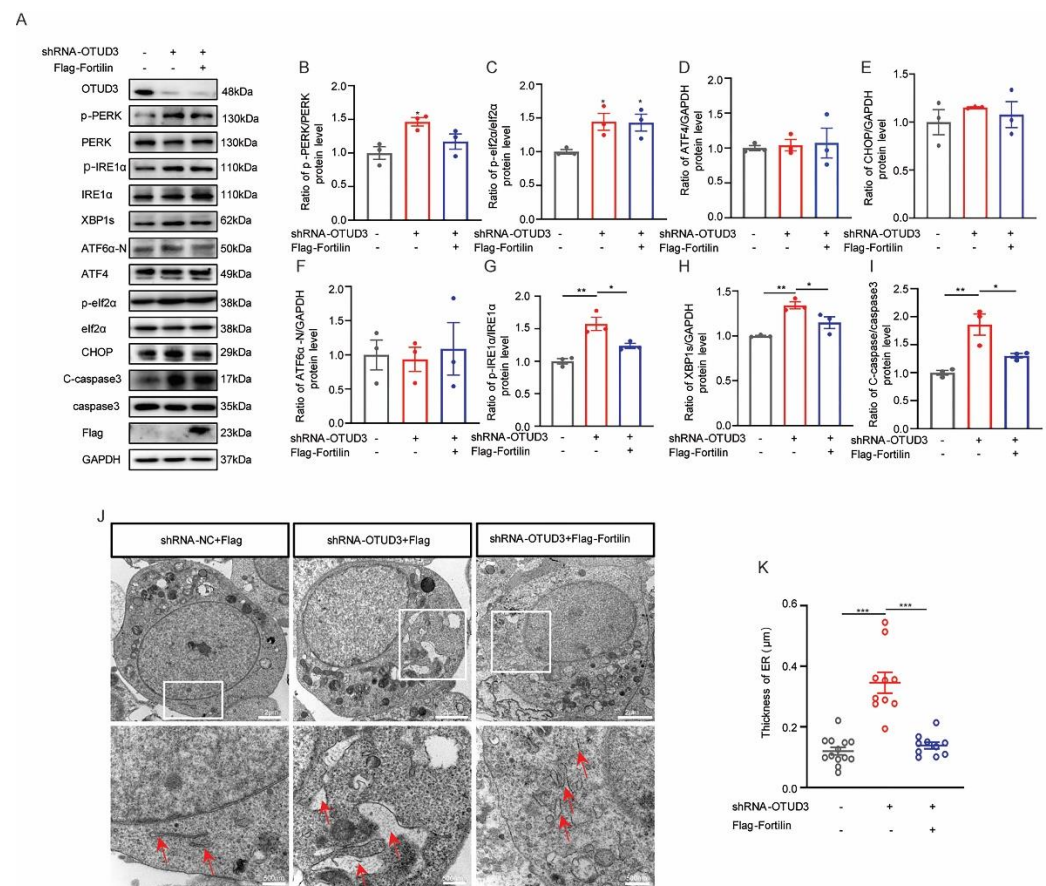 A
shRNA-OTUD3 - + +
Flag-Fortilin - - +
OTUD3 48kDa
p-PERK 130kDa
PERK 130kDa
p-IRE1α 110kDa
IRE1α 110kDa
XBP1s 62kDa
ATF6α-N 50kDa
ATF4 49kDa
p-eIf2α 38kDa
eIf2α 38kDa
CHOP 29kDa
C-caspase3 17kDa
caspase3 35kDa
Flag 23kDa
GAPDH 37kDa
B
Ratio of p-PERK/PERK
protein level
2.0
1.5
1.0
0.5
0.0
*
shRNA-OTUD3 - + +
Flag-Fortilin - - +
C
Ratio of p-eIf2α/eIf2α
protein level
2.0
1.5
1.0
0.5
0.0
* *
shRNA-OTUD3 - + +
Flag-Fortilin - - +
D
Ratio of ATF4/GAPDH
protein level
2.0
1.5
1.0
0.5
0.0
shRNA-OTUD3 - + +
Flag-Fortilin - - +
E
Ratio of CHOP/GAPDH
protein level
1.5
1.0
0.5
0.0
shRNA-OTUD3 - + +
Flag-Fortilin - - +
F
Ratio of ATF6α -N/GAPDH
protein level
2.0
1.5
1.0
0.5
0.0
shRNA-OTUD3 - + +
Flag-Fortilin - - +
G
Ratio of p-IRE1α/IRE1α
protein level
2.0
1.5
1.0
0.5
0.0
** *
shRNA-OTUD3 - + +
Flag-Fortilin - - +
H
Ratio of XBP1s/GAPDH
protein level
1.5
1.0
0.5
0.0
** *
shRNA-OTUD3 - + +
Flag-Fortilin - - +
I
Ratio of C-caspase/caspase3
protein level
2.5
2.0
1.5
1.0
0.5
0.0
** *
shRNA-OTUD3 - + +
Flag-Fortilin - - +
J
shRNA-NC+Flag shRNA-OTUD3+Flag shRNA-OTUD3+Flag-Fortilin
K
Thickness of ER (μm)
0.6
0.4
0.2
0.0
*** ***
shRNA-OTUD3 - + +
Flag-Fortilin - - +